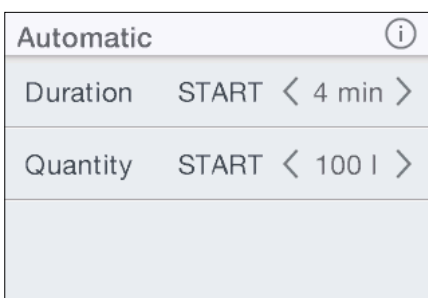 Automatic
Duration START < 4 min >
Quantity START < 100 l >